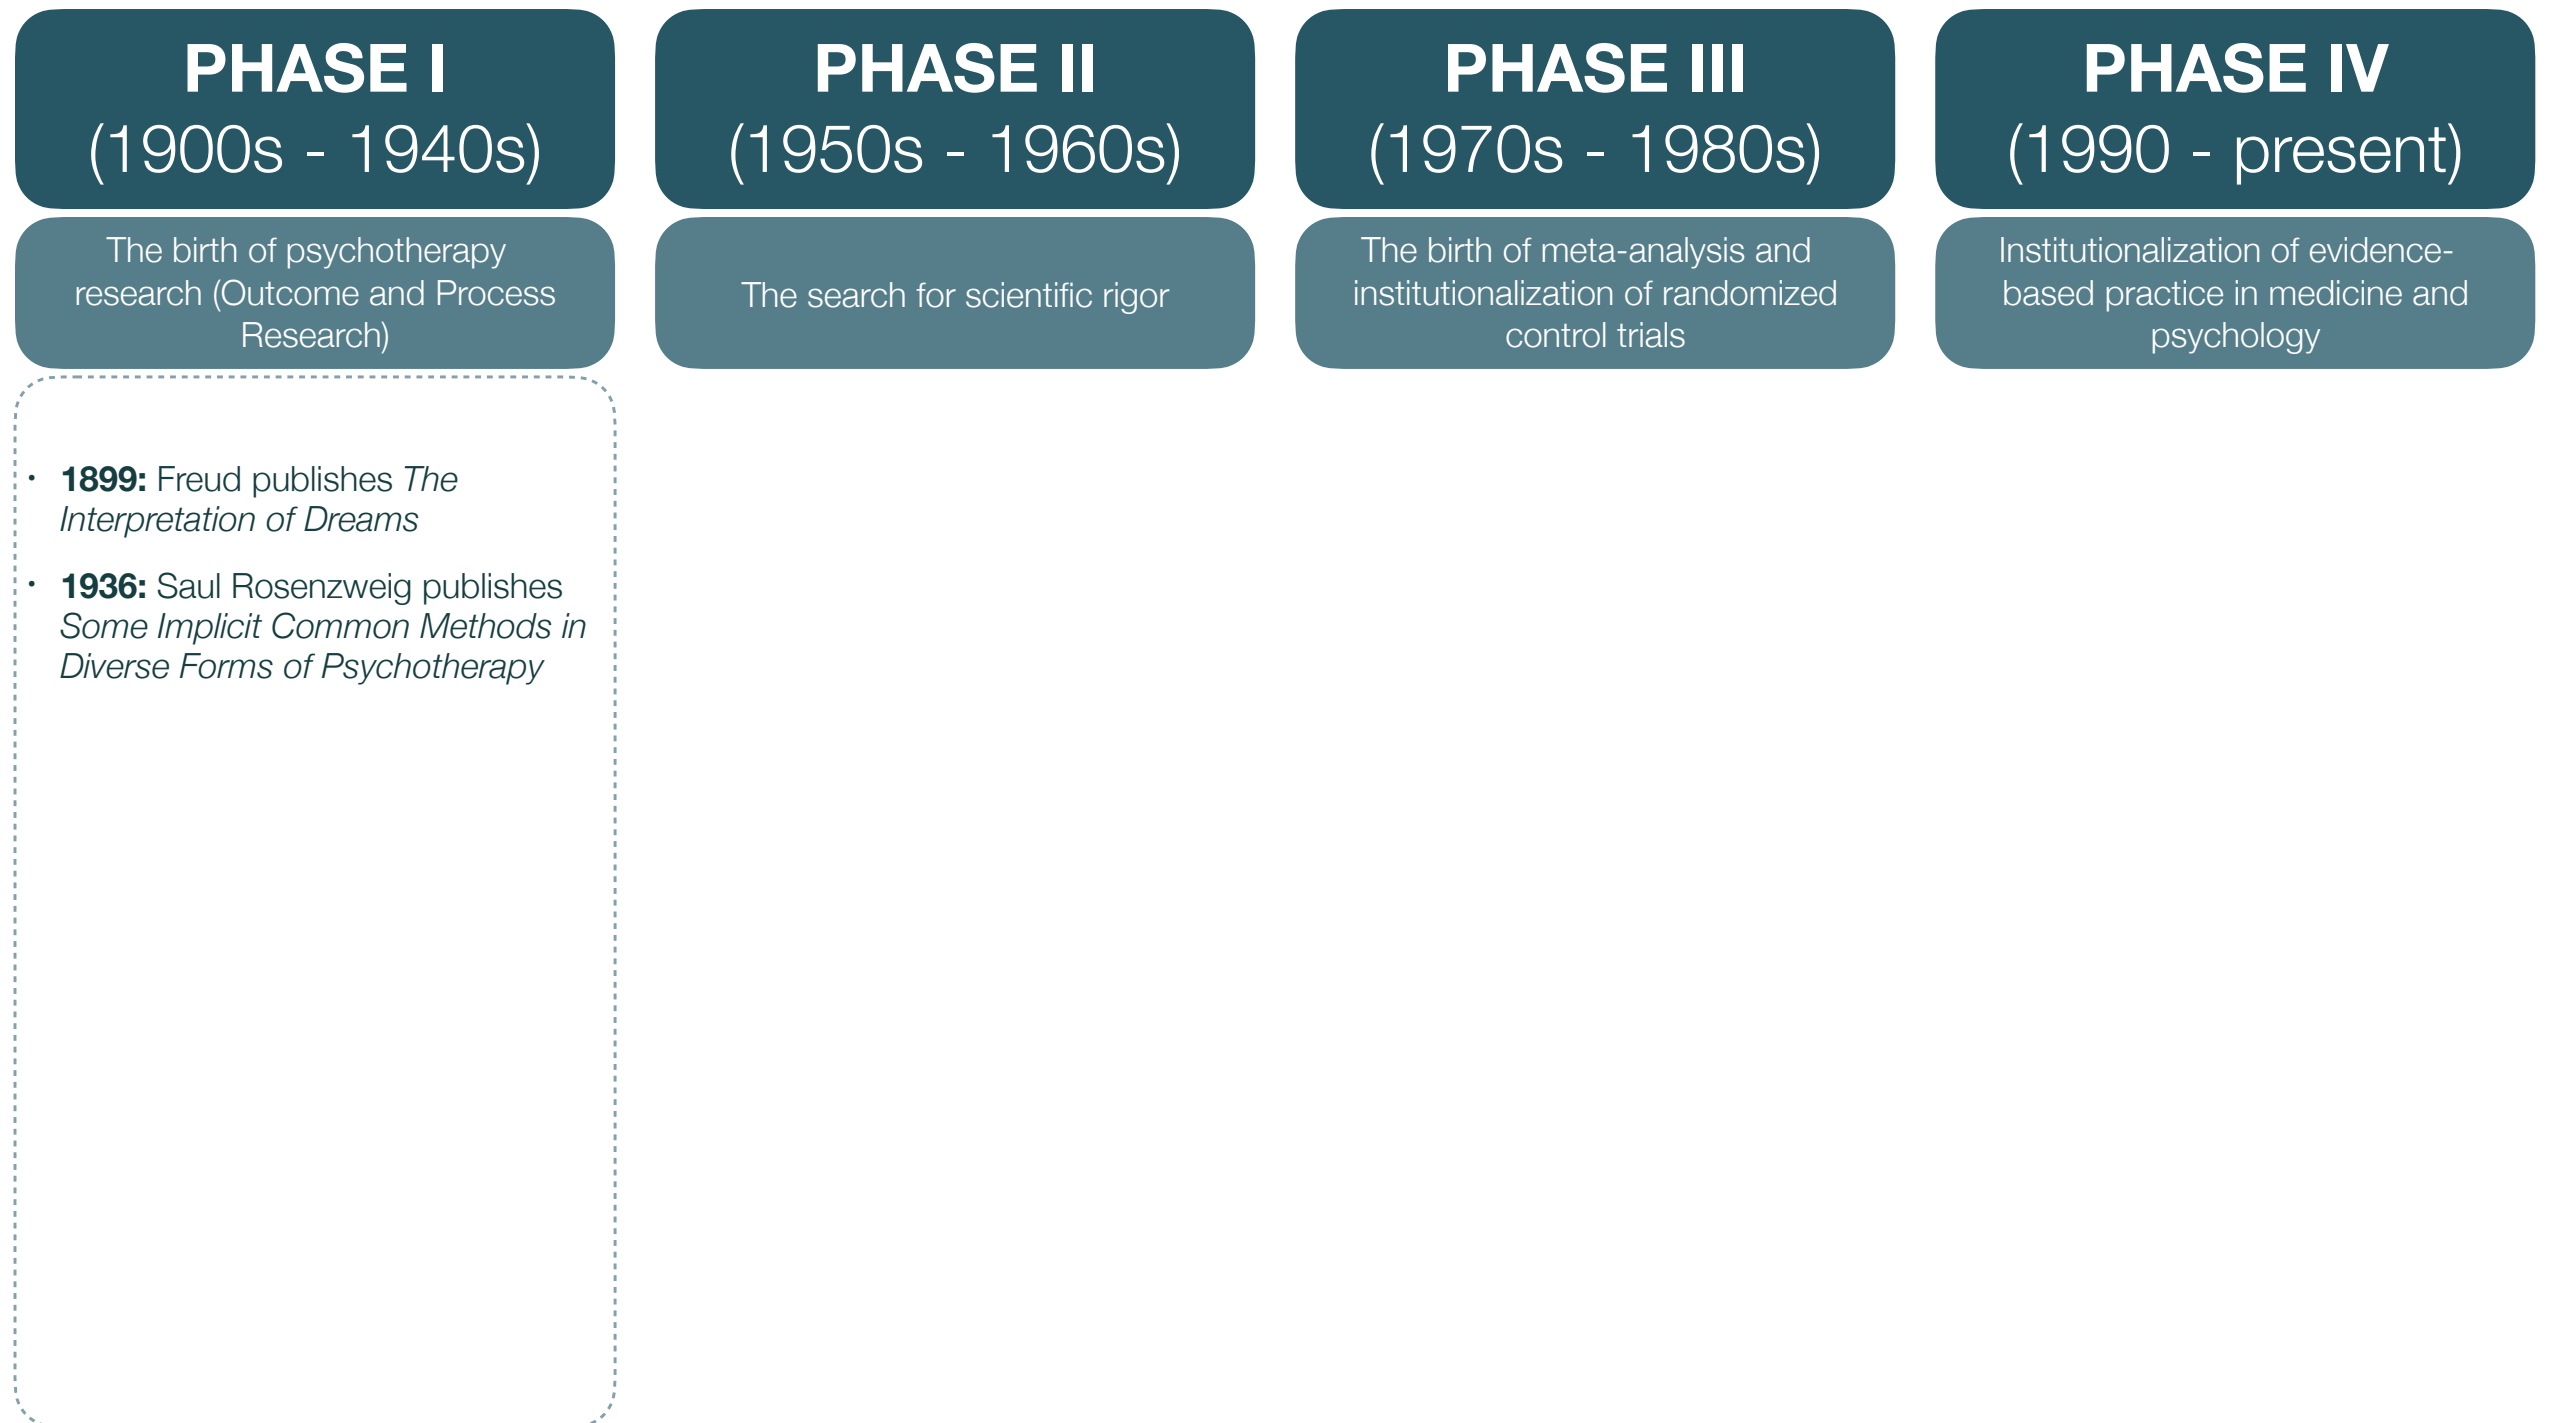 PHASE I
(1900s - 1940s)
The birth of psychotherapy
research (Outcome and Process
Research)
• 1899: Freud publishes The
Interpretation of Dreams
• 1936: Saul Rosenzweig publishes
Some Implicit Common Methods in
Diverse Forms of Psychotherapy
PHASE II
(1950s - 1960s)
The search for scientific rigor
PHASE III
(1970s - 1980s)
The birth of meta-analysis and
institutionalization of randomized
control trials
PHASE IV
(1990 - present)
Institutionalization of evidence-
based practice in medicine and
psychology